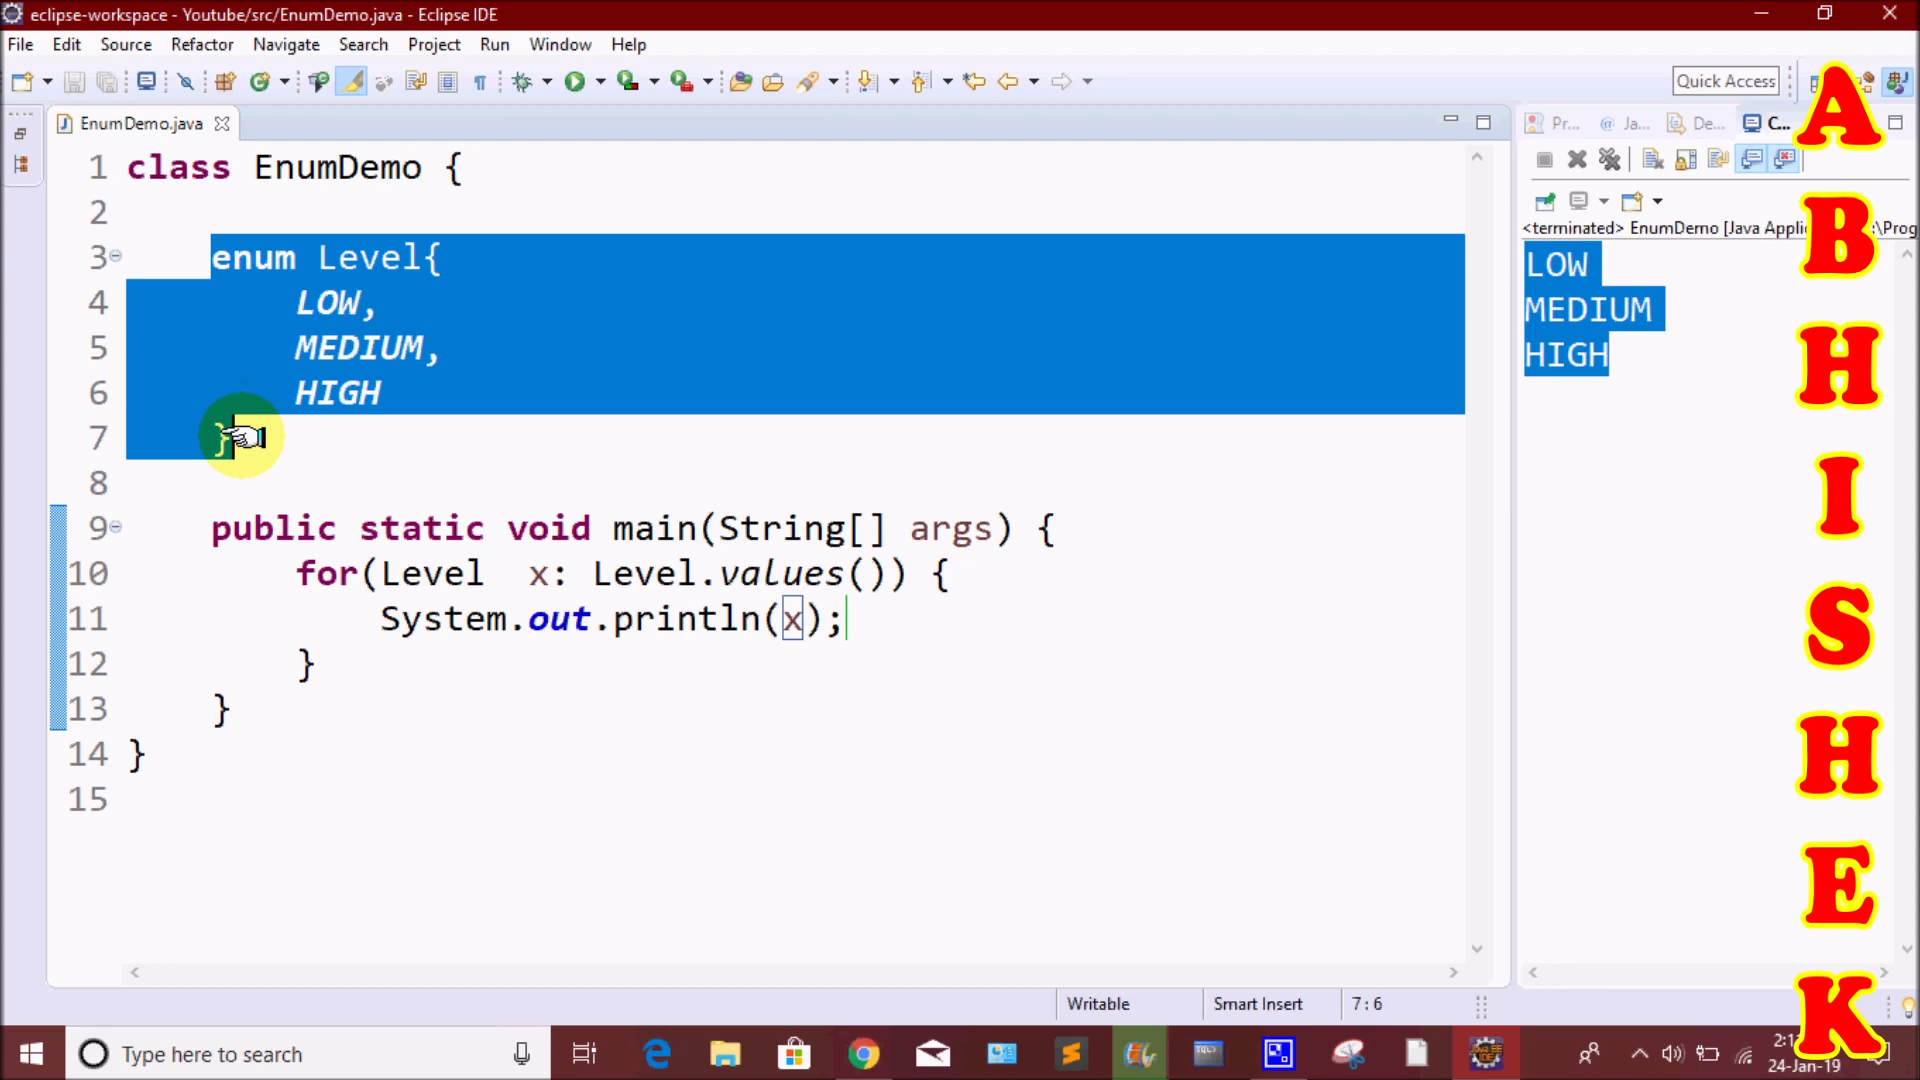 eclipse-workspace - Youtube/src/EnumDemo.java - Eclipse IDE
File Edit Source Refactor Navigate Search Project Run Window Help
Quick Access
EnumDemo.java
Pr... Ja... De... C...
1 class EnumDemo {
2
3 enum Level{
4 LOW,
5 MEDIUM,
6 HIGH
7 }
8
9 public static void main(String[] args) {
10 for(Level x: Level.values()) {
11 System.out.println(x);
12 }
13 }
14 }
15
<terminated> EnumDemo [Java Appli
LOW
MEDIUM
HIGH
A
B
H
I
S
H
E
K
Writable Smart Insert 7 : 6
Type here to search
24-Jan-19